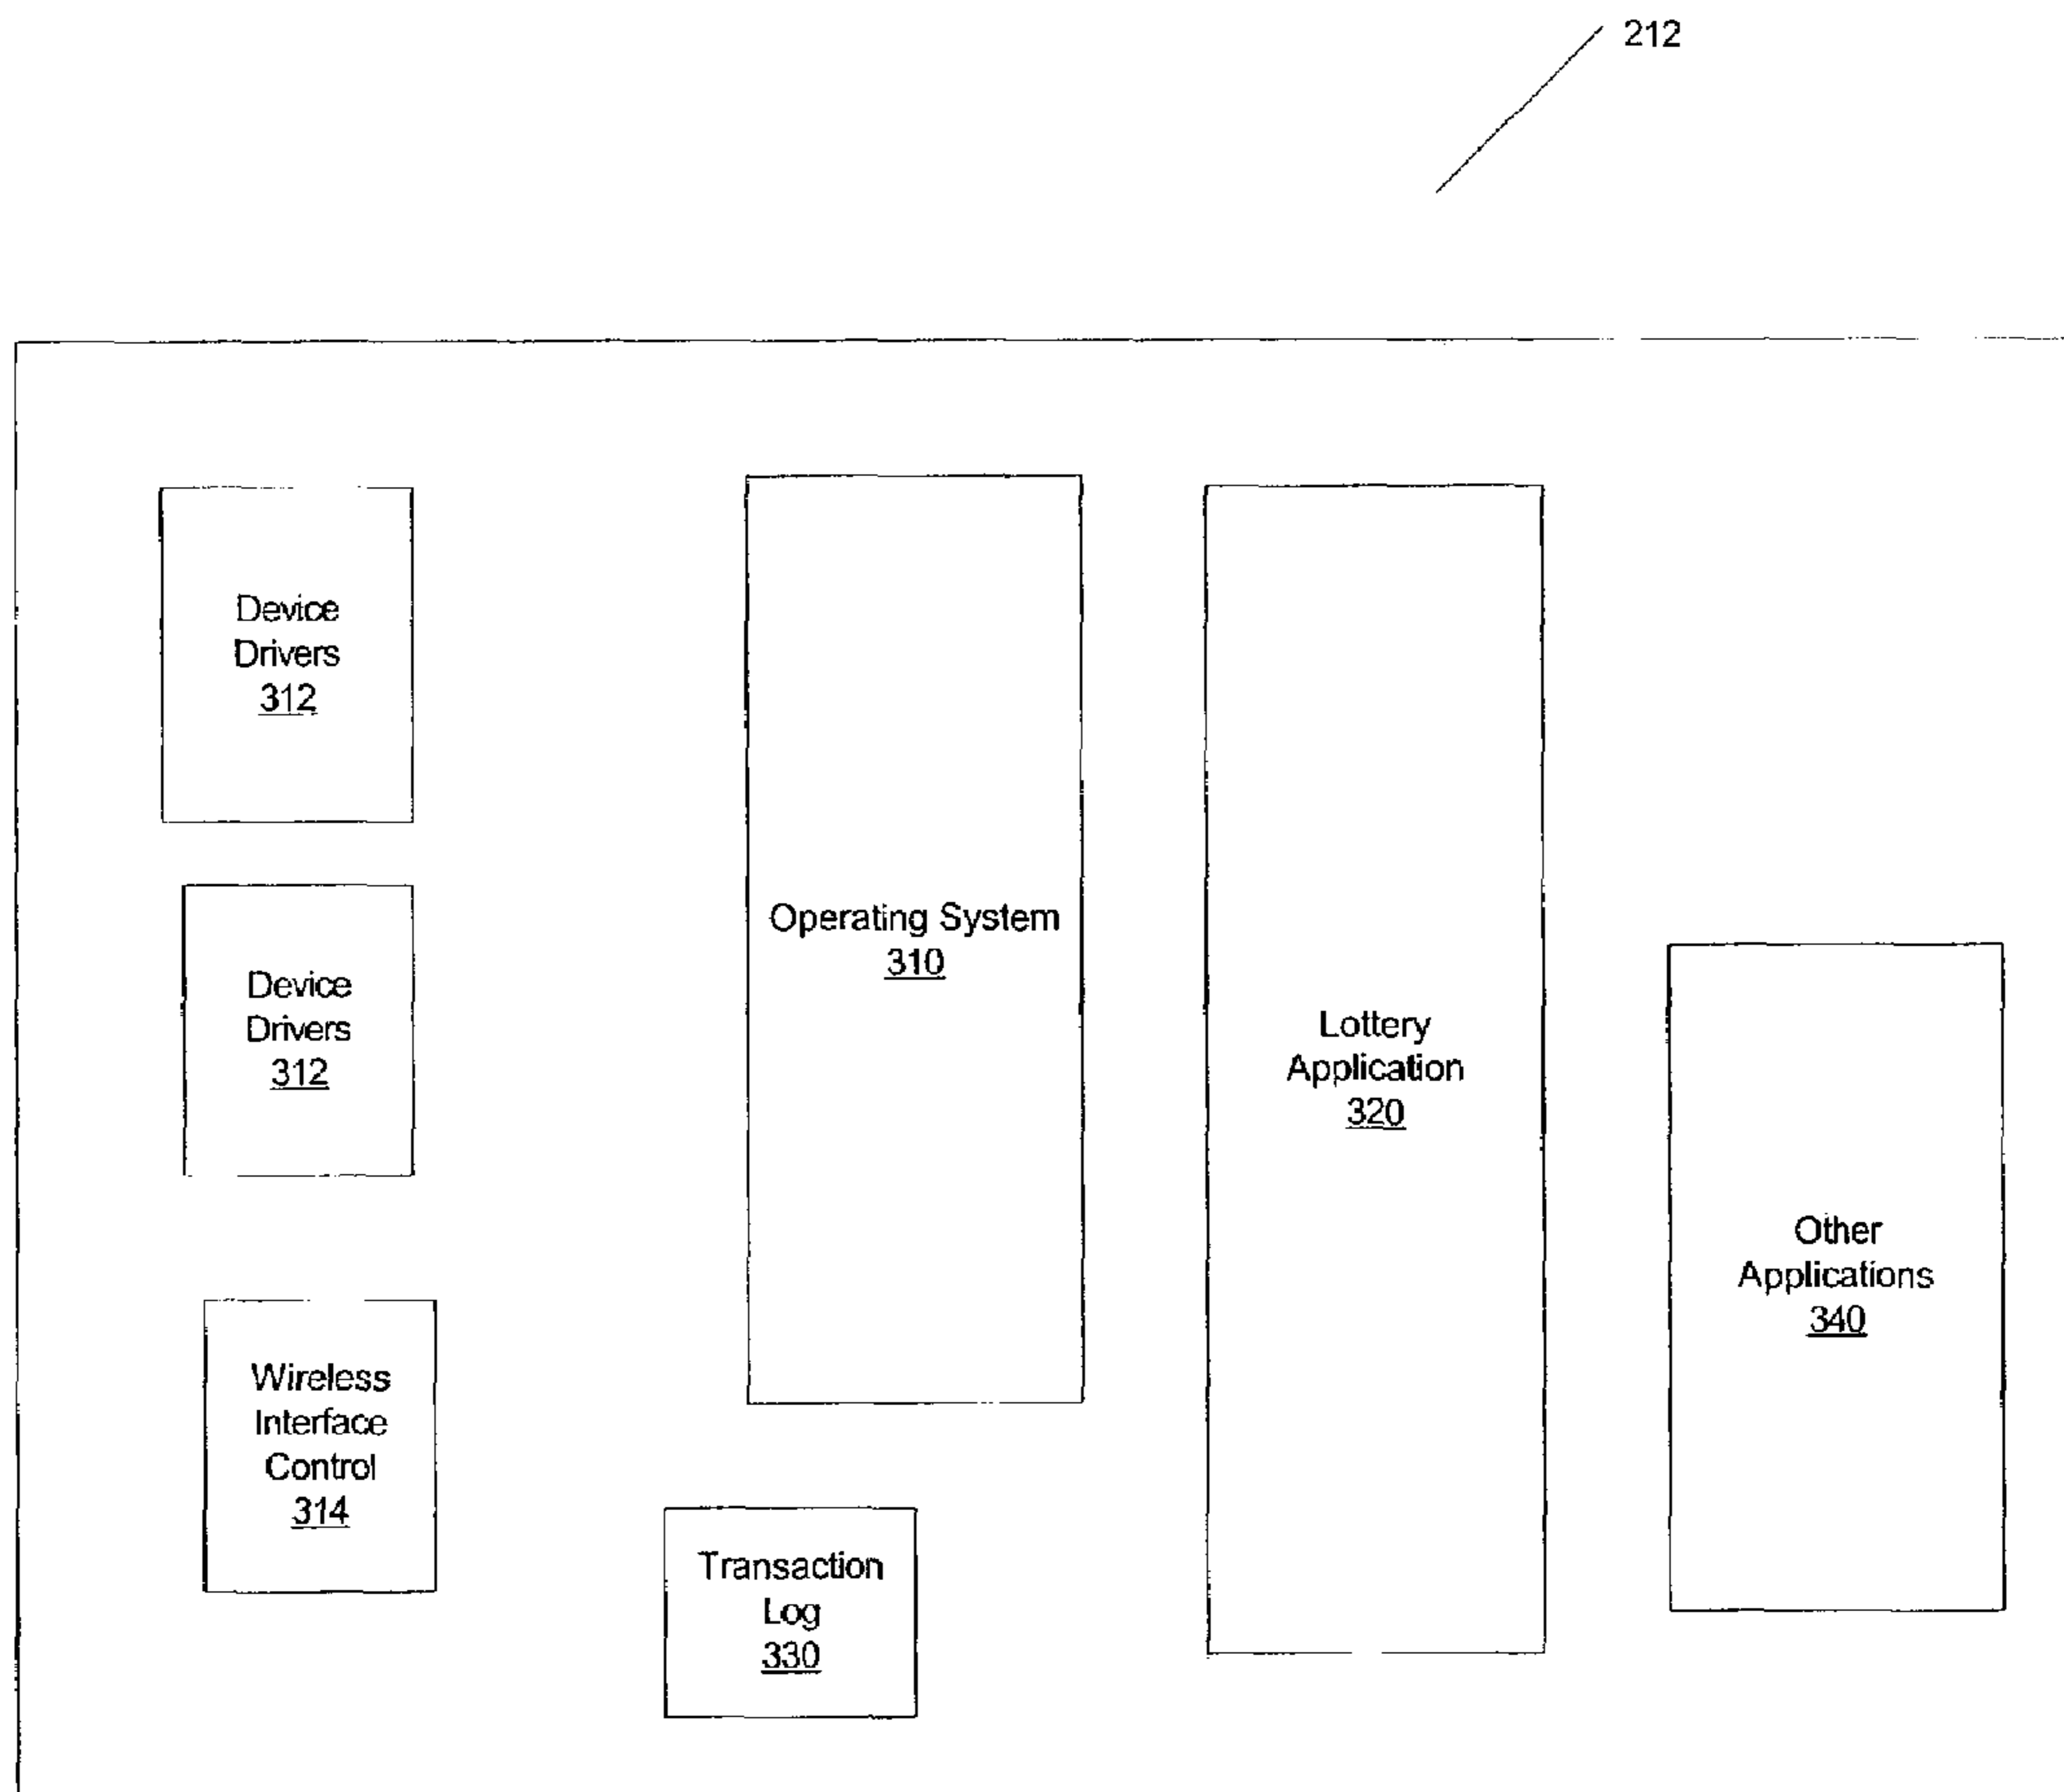 212
Device
Drivers
312
Device
Drivers
312
Wireless
Interface
Control
314
Operating System
310
Transaction
Log
330
Lottery
Application
320
Other
Applications
340